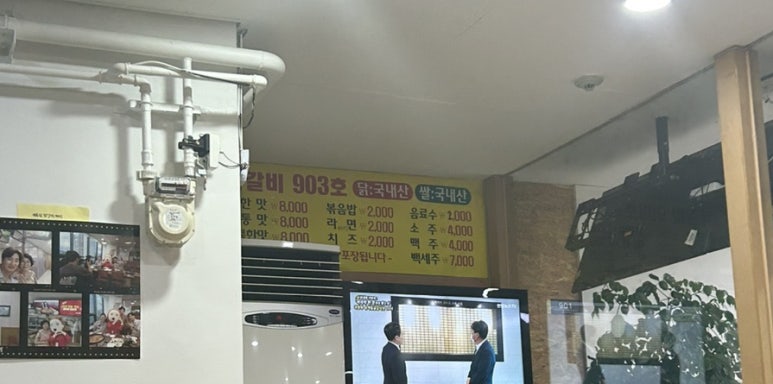 갈비 903호 닭:국내산 쌀:국내산
한 맛 ₩8,000 볶음밥 ₩2,000 음료수 ₩1,000
통 맛 ₩8,000 라 면 ₩2,000 소 주 ₩4,000
화맛 ₩8,000 치 즈 ₩2,000 맥 주 ₩4,000
포장됩니다~ 백세주 ₩7,000